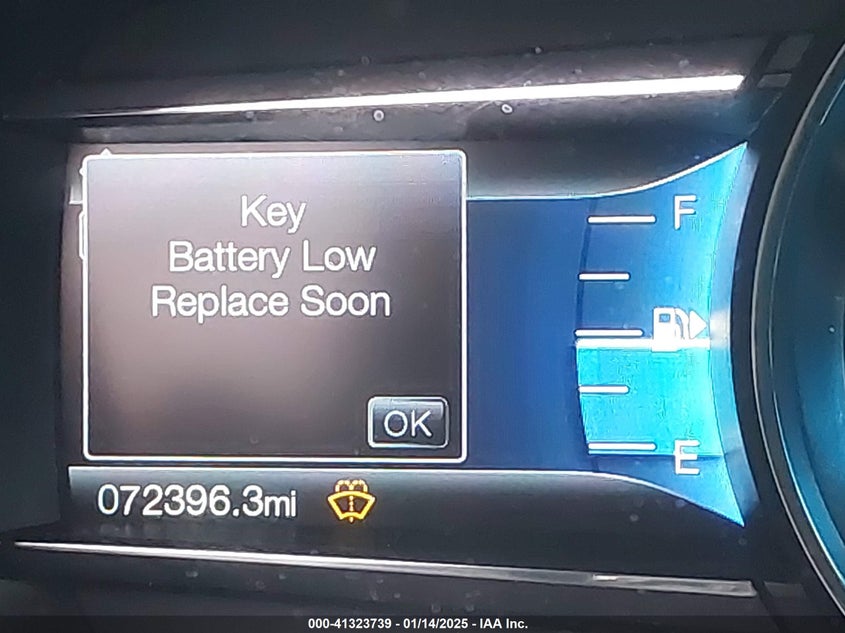 Key
Battery Low
Replace Soon
OK
F
E
072396.3mi
000-41323739 - 01/14/2025 - IAA Inc.